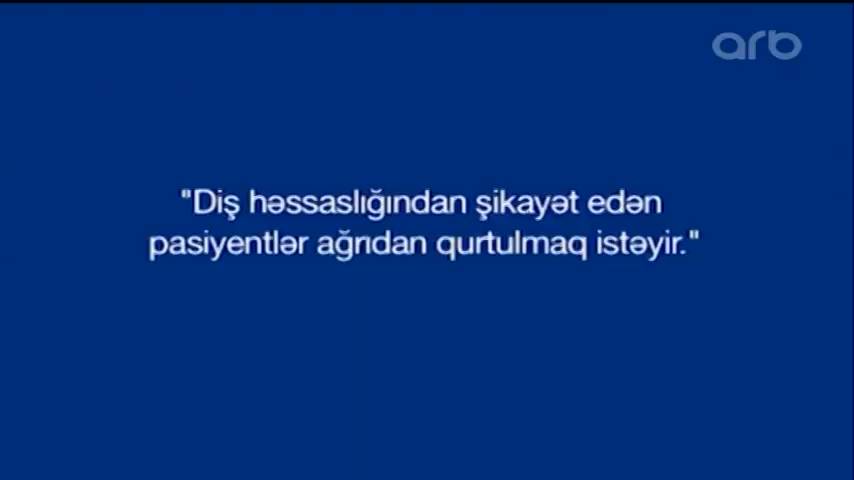 arb
"Diş həssaslığından şikayət edən
pasiyentlər ağrıdan qurtulmaq istəyir."